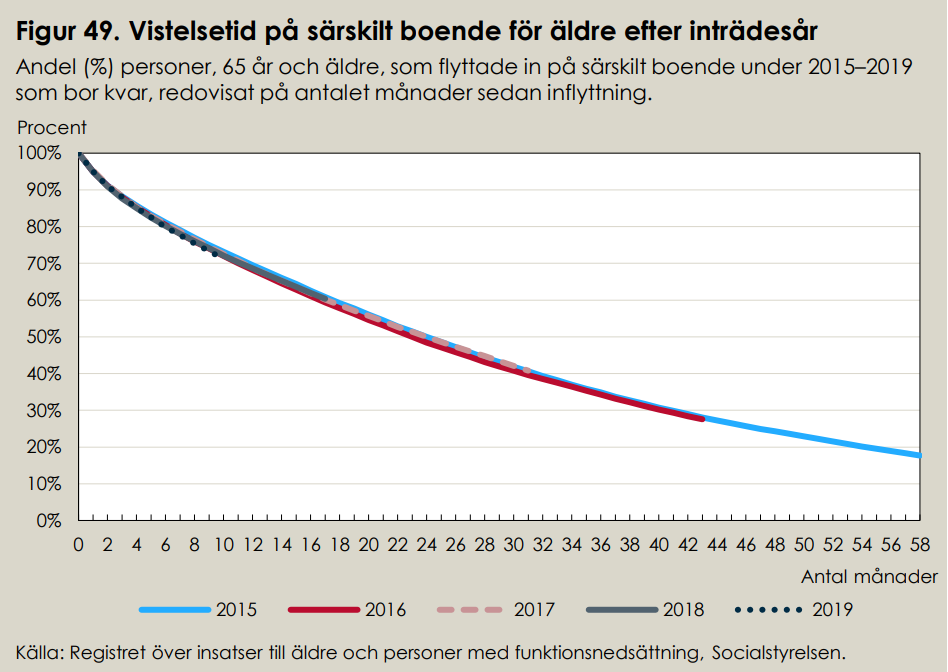 Figur 49. Vistelsetid på särskilt boende för äldre efter inträdesår
Andel (%) personer, 65 år och äldre, som flyttade in på särskilt boende under 2015–2019
som bor kvar, redovisat på antalet månader sedan inflyttning.
Procent
100%
90%
80%
70%
60%
50%
40%
30%
20%
10%
0%
0 2 4 6 8 10 12 14 16 18 20 22 24 26 28 30 32 34 36 38 40 42 44 46 48 50 52 54 56 58
Antal månader
2015 2016 2017 2018 2019
Källa: Registret över insatser till äldre och personer med funktionsnedsättning, Socialstyrelsen.